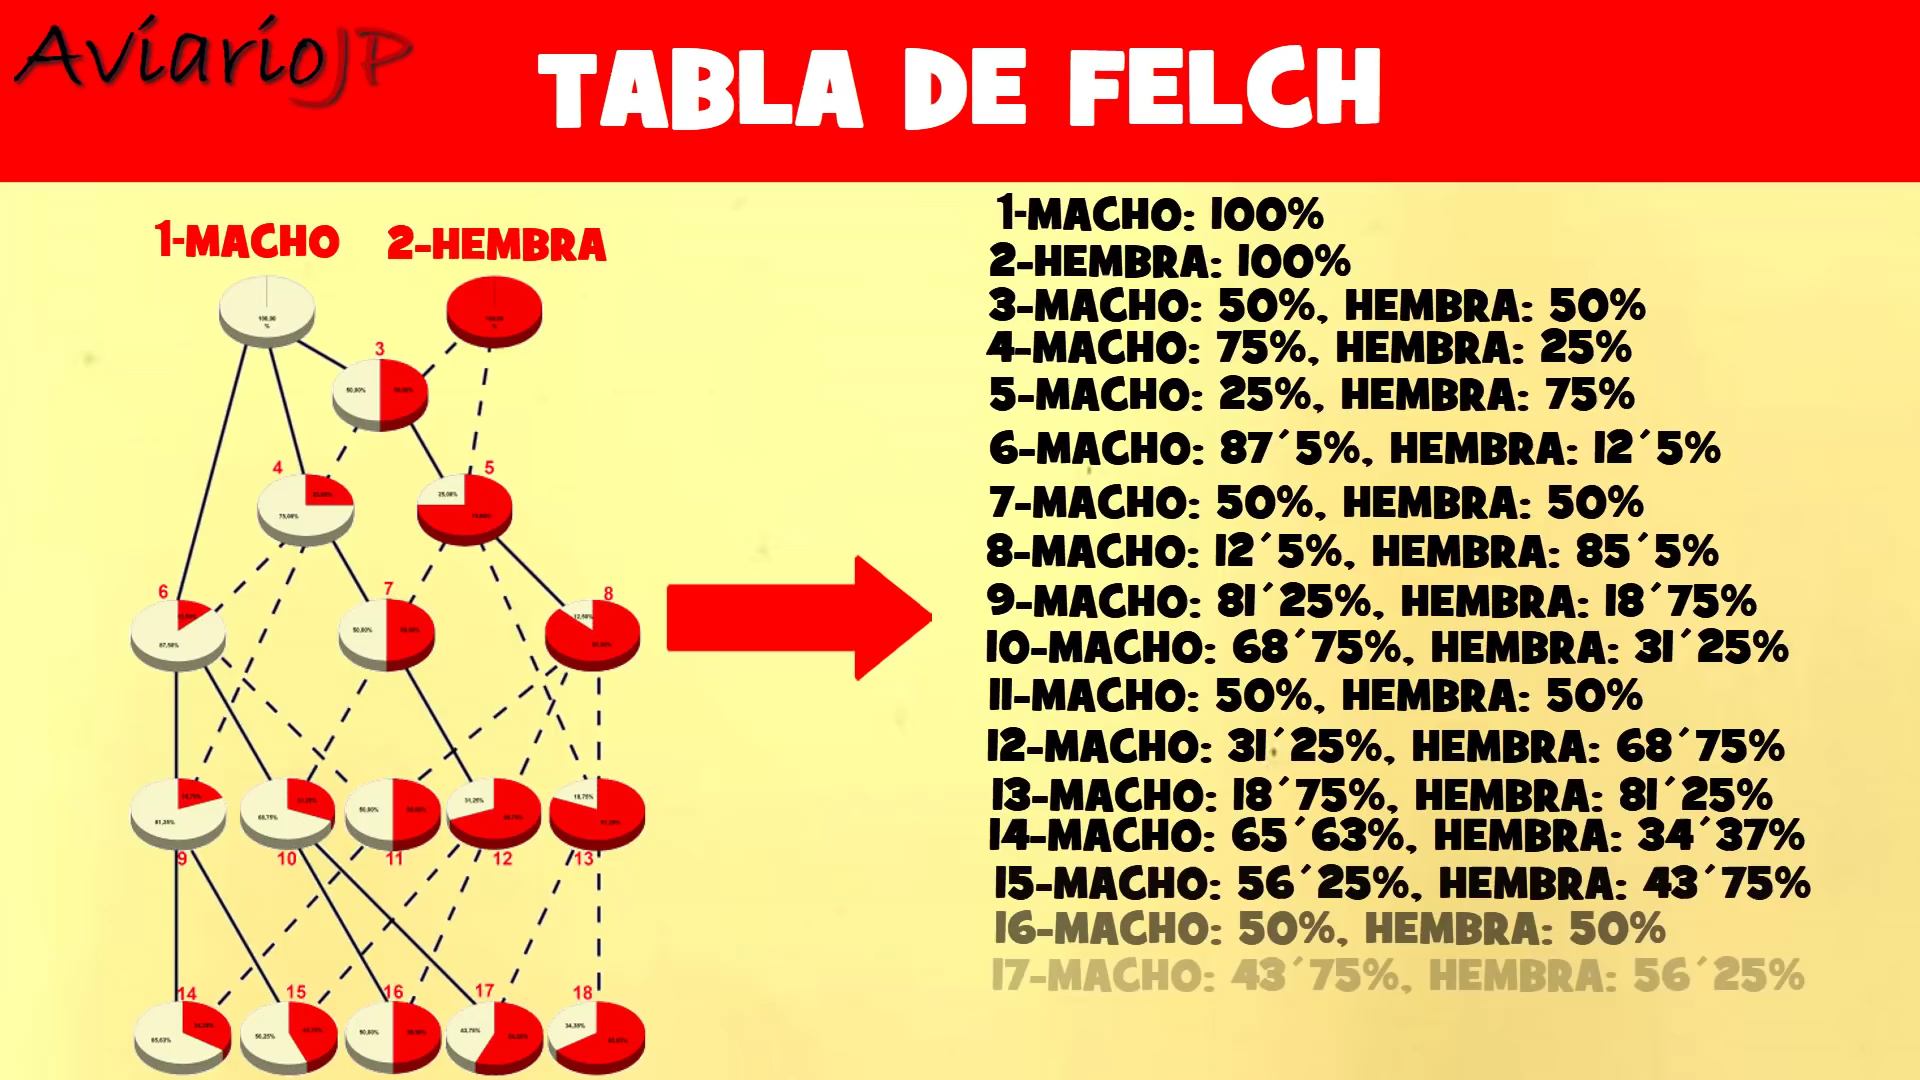 AviarioJP
TABLA DE FELCH
1-MACHO 2-HEMBRA
3
4 5
6 7 8
9 10 11 12 13
14 15 16 17 18
1-MACHO: 100%
2-HEMBRA: 100%
3-MACHO: 50%, HEMBRA: 50%
4-MACHO: 75%, HEMBRA: 25%
5-MACHO: 25%, HEMBRA: 75%
6-MACHO: 87´5%, HEMBRA: 12´5%
7-MACHO: 50%, HEMBRA: 50%
8-MACHO: 12´5%, HEMBRA: 85´5%
9-MACHO: 81´25%, HEMBRA: 18´75%
10-MACHO: 68´75%, HEMBRA: 31´25%
11-MACHO: 50%, HEMBRA: 50%
12-MACHO: 31´25%, HEMBRA: 68´75%
13-MACHO: 18´75%, HEMBRA: 81´25%
14-MACHO: 65´63%, HEMBRA: 34´37%
15-MACHO: 56´25%, HEMBRA: 43´75%
16-MACHO: 50%, HEMBRA: 50%
17-MACHO: 43´75%, HEMBRA: 56´25%